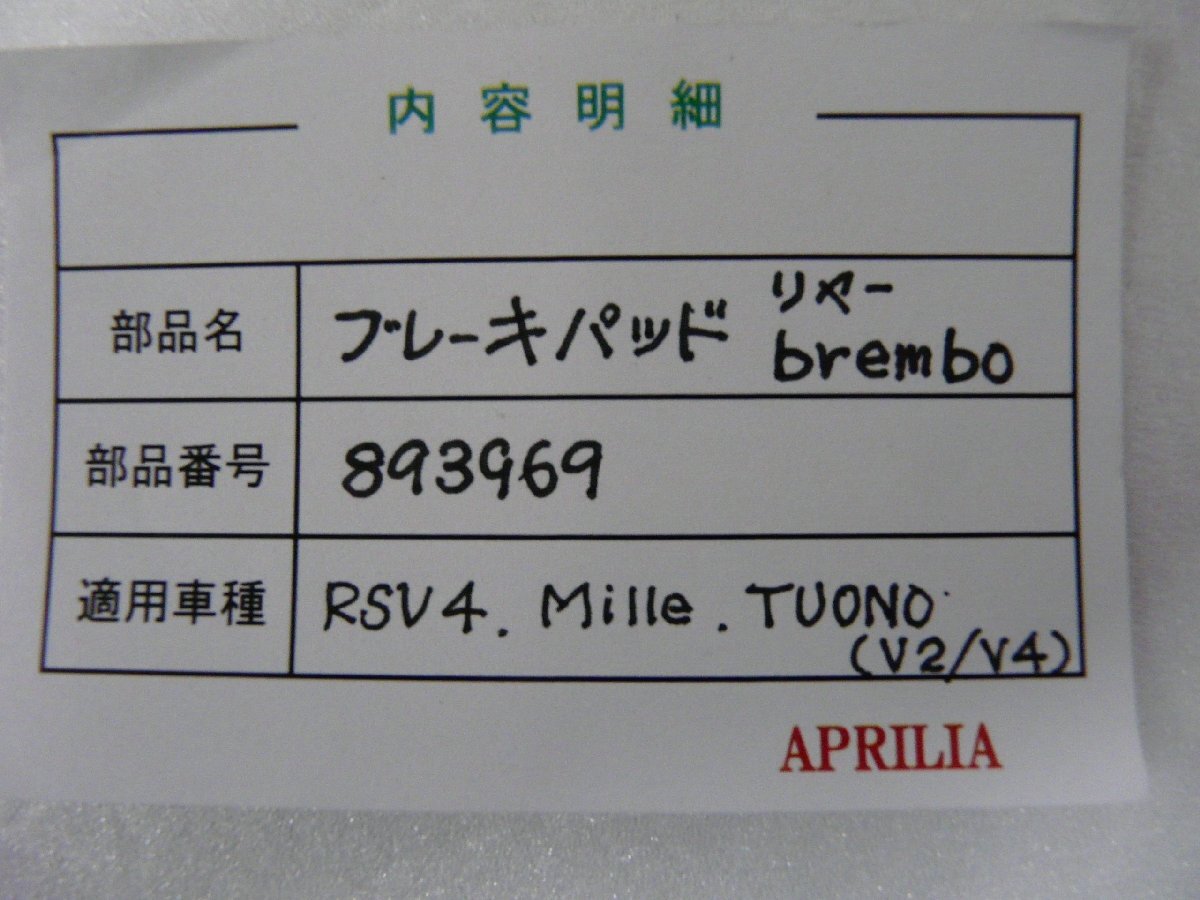 内容明細
部品名 ブレーキパッド リヤー brembo
部品番号 893969
適用車種 RSV4. Mille. TUONO (V2/V4)
APRILIA